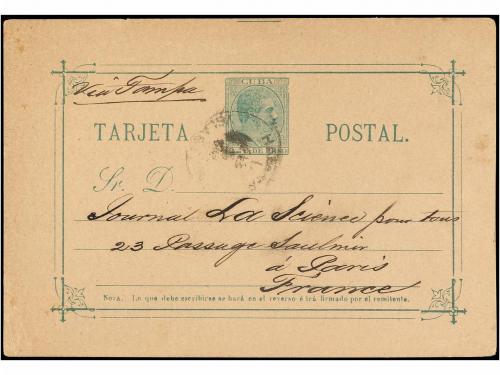 Via Tampa
CUBA
TARJETA POSTAL.
Sr. D.
Journal La Science pour tous
23 Passage Saulnier
à Paris
France
NOTA. Lo que debe escribirse se hará en el reverso é irá firmado por el remitente.